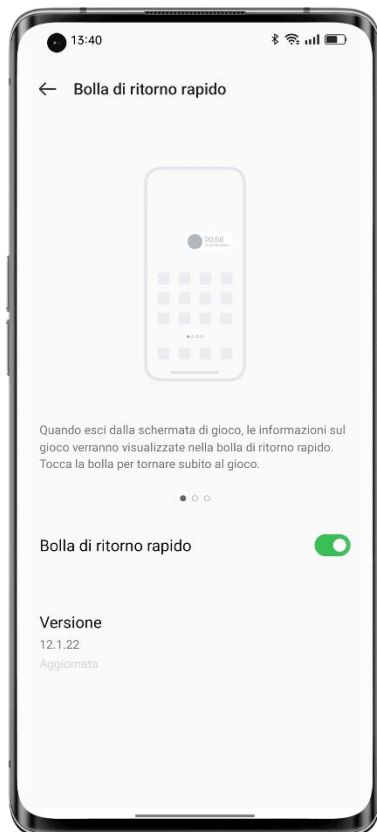 13:40
Bolla di ritorno rapido
00:08
Quando esci dalla schermata di gioco, le informazioni sul
gioco verranno visualizzate nella bolla di ritorno rapido.
Tocca la bolla per tornare subito al gioco.
Bolla di ritorno rapido
Versione
12.1.22
Aggiornata